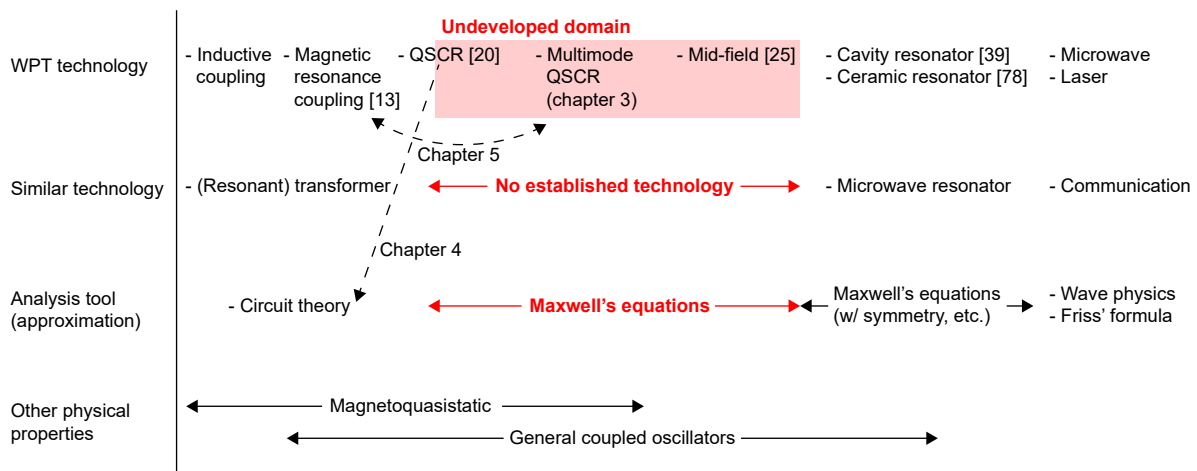 Undeveloped domain
WPT technology
- Inductive
coupling
- Magnetic
resonance
coupling [13]
- QSCR [20]
- Multimode
QSCR
(chapter 3)
- Mid-field [25]
- Cavity resonator [39]
- Ceramic resonator [78]
- Microwave
- Laser
Chapter 5
Similar technology
- (Resonant) transformer
No established technology
- Microwave resonator
- Communication
Chapter 4
Analysis tool
(approximation)
- Circuit theory
Maxwell's equations
Maxwell's equations
(w/ symmetry, etc.)
- Wave physics
- Friss' formula
Other physical
properties
Magnetoquasistatic
General coupled oscillators